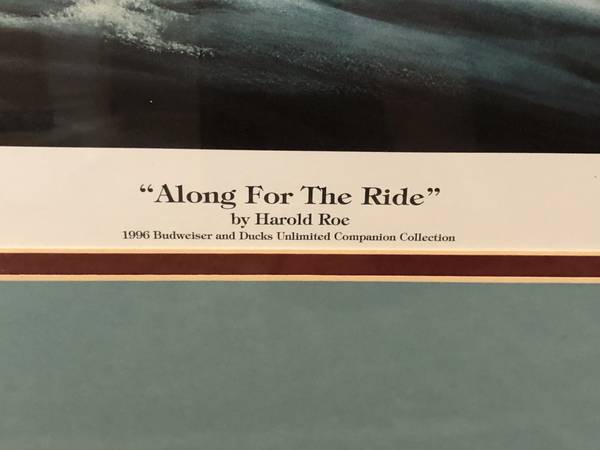 “Along For The Ride”
by Harold Roe
1996 Budweiser and Ducks Unlimited Companion Collection